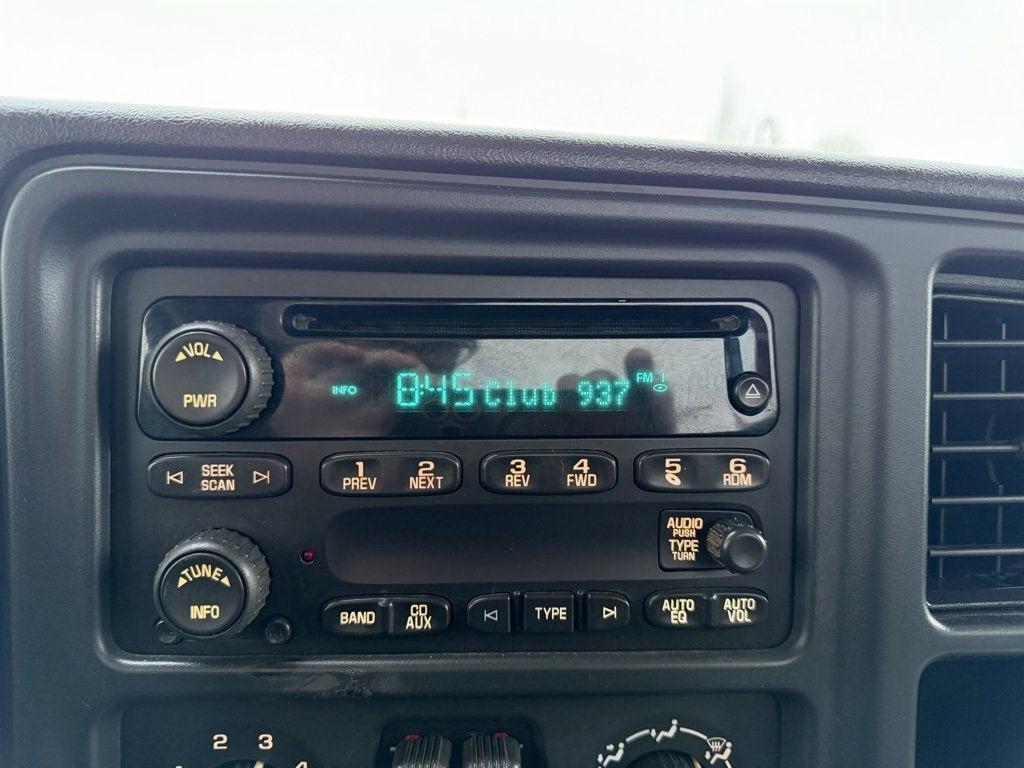 VOL
PWR
INFO 8:45 Club 937 FM 1
SEEK
SCAN
1 PREV
2 NEXT
3 REV
4 FWD
5
6 RDM
AUDIO
PUSH
TYPE
TURN
TUNE
INFO
BAND
CD
AUX
TYPE
AUTO
EQ
AUTO
VOL
2 3